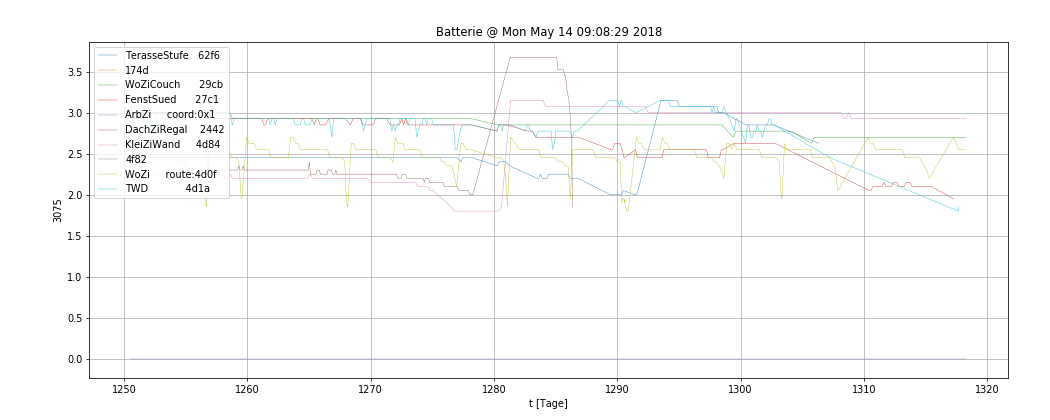 Batterie @ Mon May 14 09:08:29 2018
TerasseStufe 62f6
174d
WoZiCouch 29cb
FenstSued 27c1
ArbZi coord:0x1
DachZiRegal 2442
KleiZiWand 4d84
4f82
WoZi route:4d0f
TWD 4d1a
3.5
3.0
2.5
2.0
1.5
1.0
0.5
0.0
3075
1250 1260 1270 1280 1290 1300 1310 1320
t [Tage]